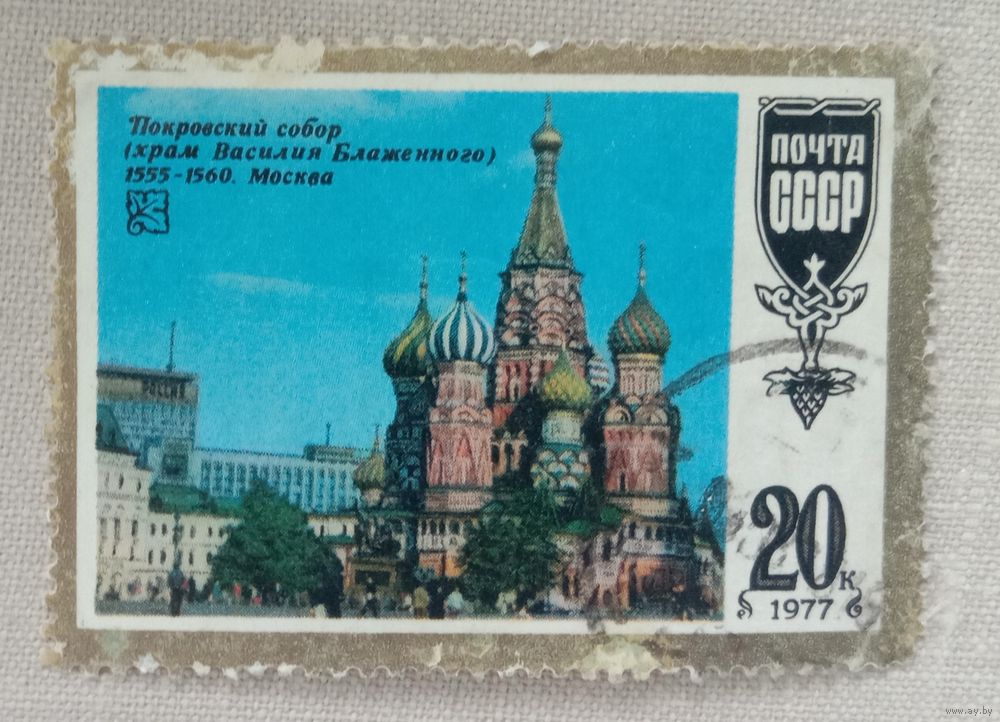 Покровский собор
(храм Василия Блаженного)
1555-1560. Москва
ПОЧТА
СССР
20к
1977
www.ay.by